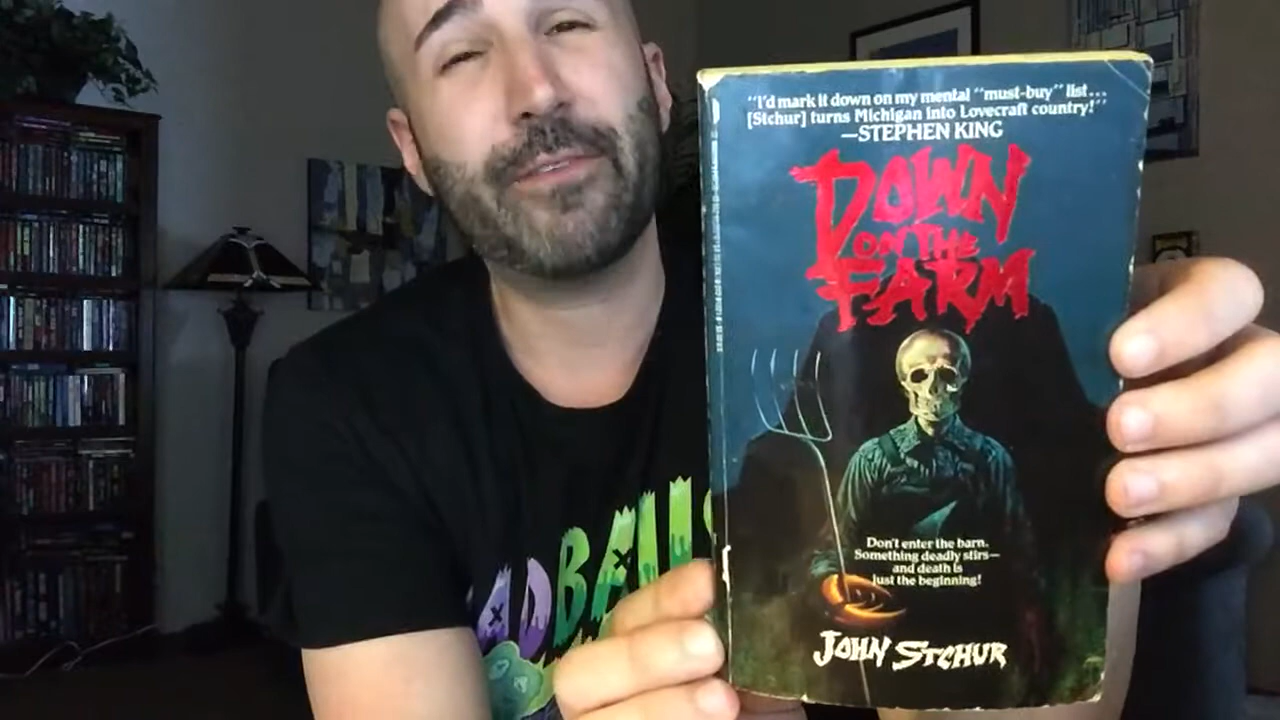 "I'd mark it down on my mental "must-buy" list...
[Stchur] turns Michigan into Lovecraft country!"
—STEPHEN KING
DOWN
ON THE
FARM
Don't enter the barn.
Something deadly stirs—
and death is
just the beginning!
JOHN STCHUR